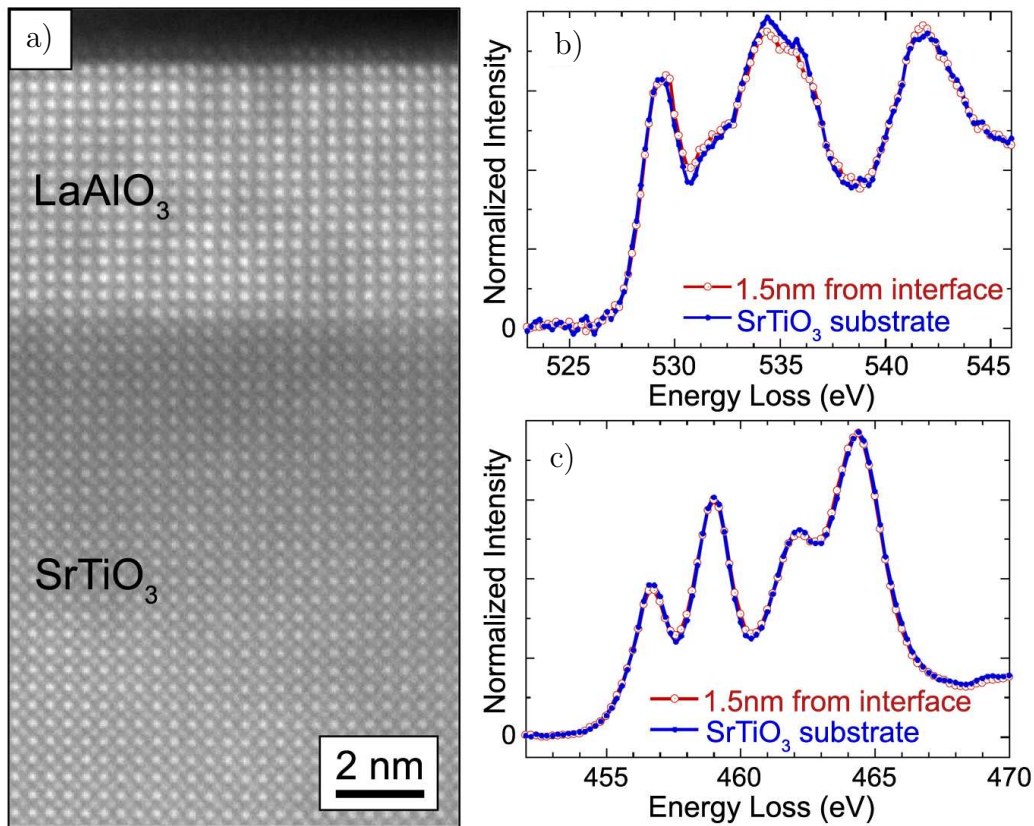 a)
LaAlO₃
SrTiO₃
2 nm
b)
Normalized Intensity
0
1.5nm from interface
SrTiO₃ substrate
525 530 535 540 545
Energy Loss (eV)
c)
Normalized Intensity
0
1.5nm from interface
SrTiO₃ substrate
455 460 465 470
Energy Loss (eV)